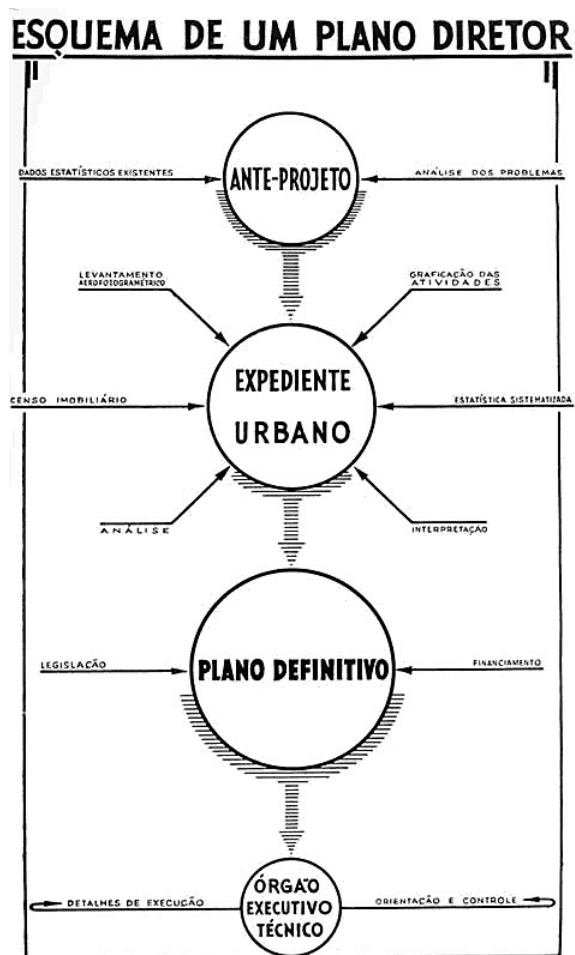 ESQUEMA DE UM PLANO DIRETOR
DADOS ESTATÍSTICOS EXISTENTES
ANTE-PROJETO
ANÁLISE DOS PROBLEMAS
LEVANTAMENTO
AEROFOTOGRAMÉTRICO
GRAFICAÇÃO DAS
ATIVIDADES
CENSO IMOBILIÁRIO
EXPEDIENTE
URBANO
ESTATÍSTICA SISTEMATIZADA
ANÁLISE
INTERPRETAÇÃO
LEGISLAÇÃO
PLANO DEFINITIVO
FINANCIAMENTO
DETALHES DE EXECUÇÃO
ÓRGÃO
EXECUTIVO
TÉCNICO
ORIENTAÇÃO E CONTROLE